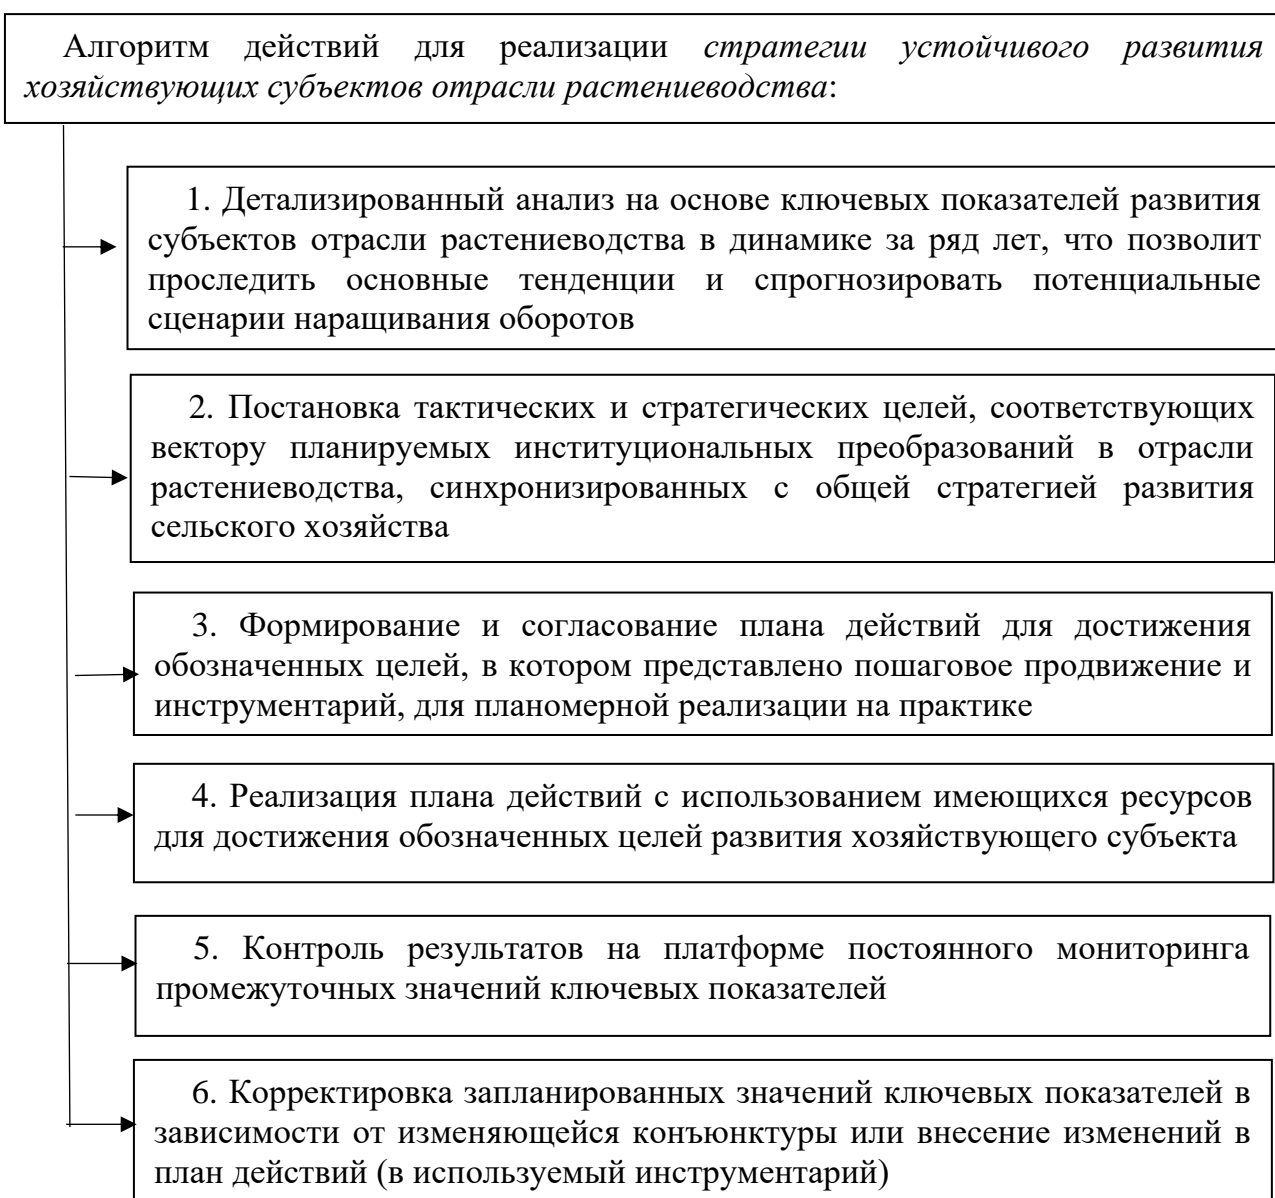 Алгоритм действий для реализации стратегии устойчивого развития
хозяйствующих субъектов отрасли растениеводства:
1. Детализированный анализ на основе ключевых показателей развития
субъектов отрасли растениеводства в динамике за ряд лет, что позволит
проследить основные тенденции и спрогнозировать потенциальные
сценарии наращивания оборотов
2. Постановка тактических и стратегических целей, соответствующих
вектору планируемых институциональных преобразований в отрасли
растениеводства, синхронизированных с общей стратегией развития
сельского хозяйства
3. Формирование и согласование плана действий для достижения
обозначенных целей, в котором представлено пошаговое продвижение и
инструментарий, для планомерной реализации на практике
4. Реализация плана действий с использованием имеющихся ресурсов
для достижения обозначенных целей развития хозяйствующего субъекта
5. Контроль результатов на платформе постоянного мониторинга
промежуточных значений ключевых показателей
6. Корректировка запланированных значений ключевых показателей в
зависимости от изменяющейся конъюнктуры или внесение изменений в
план действий (в используемый инструментарий)